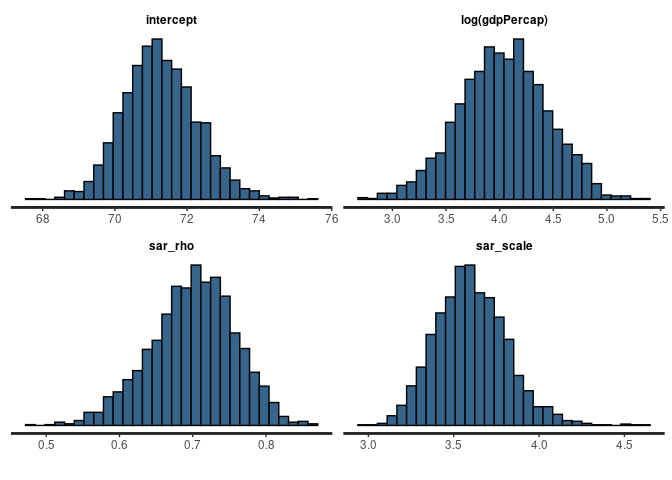 intercept
log(gdpPercap)
68 70 72 74 76
3.0 3.5 4.0 4.5 5.0 5.5
sar_rho
sar_scale
0.5 0.6 0.7 0.8
3.0 3.5 4.0 4.5